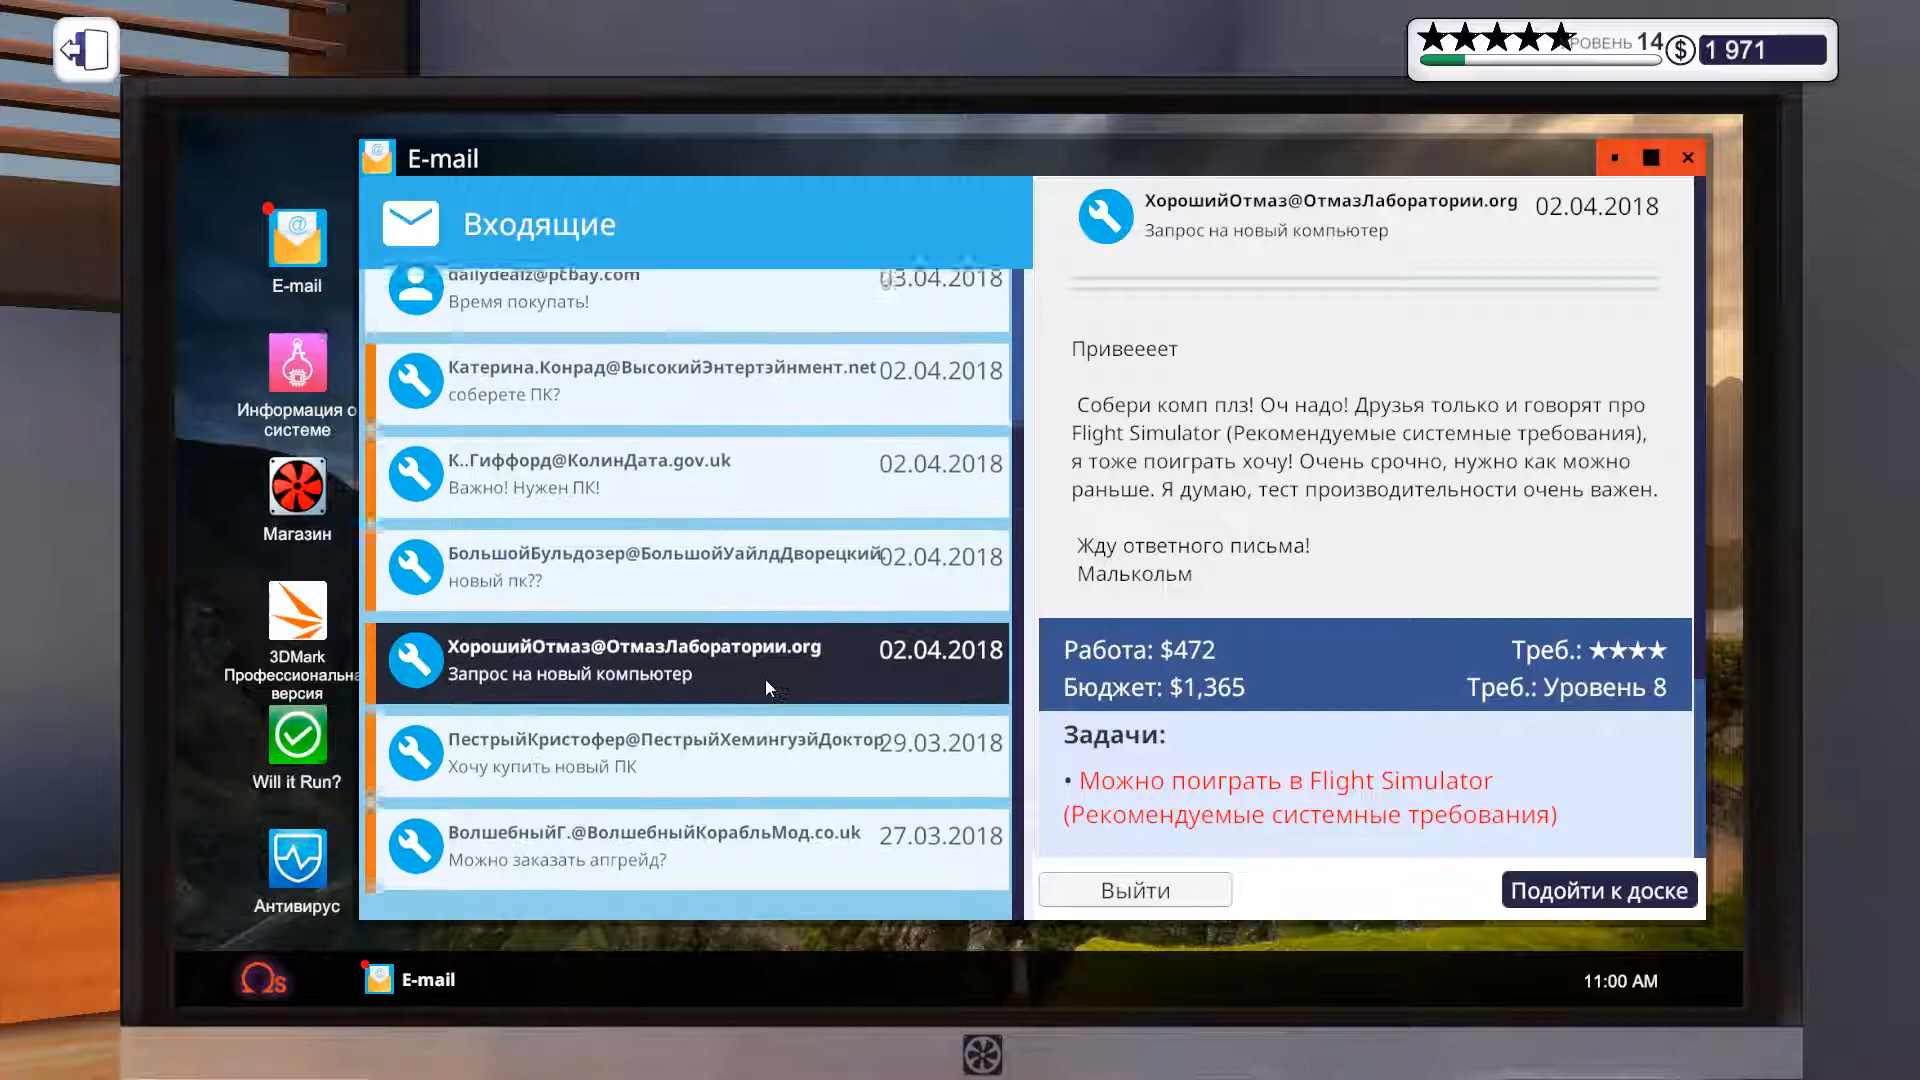 УРОВЕНЬ 14
$ 1 971
E-mail
Входящие
dailydealz@pcbay.com
03.04.2018
Время покупать!
Катерина.Конрад@ВысокийЭнтертэйнмент.net
02.04.2018
соберете ПК?
К..Гиффорд@КолинДата.gov.uk
02.04.2018
Важно! Нужен ПК!
БольшойБульдозер@БольшойУайлдДворецкий.
02.04.2018
новый пк??
ХорошийОтмаз@ОтмазЛаборатории.org
02.04.2018
Запрос на новый компьютер
ПестрыйКристофер@ПестрыйХемингуэйДоктор
29.03.2018
Хочу купить новый ПК
ВолшебныйГ.@ВолшебныйКорабльМод.co.uk
27.03.2018
Можно заказать апгрейд?
ХорошийОтмаз@ОтмазЛаборатории.org
02.04.2018
Запрос на новый компьютер
Привеееет
Собери комп плз! Оч надо! Друзья только и говорят про
Flight Simulator (Рекомендуемые системные требования),
я тоже поиграть хочу! Очень срочно, нужно как можно
раньше. Я думаю, тест производительности очень важен.
Жду ответного письма!
Малькольм
Работа: $472
Треб.: ★★★★
Бюджет: $1,365
Треб.: Уровень 8
Задачи:
• Можно поиграть в Flight Simulator
(Рекомендуемые системные требования)
Выйти
Подойти к доске
E-mail
Информация о
системе
Магазин
3DMark
Профессиональна
версия
Will it Run?
Антивирус
Ωs
E-mail
11:00 AM